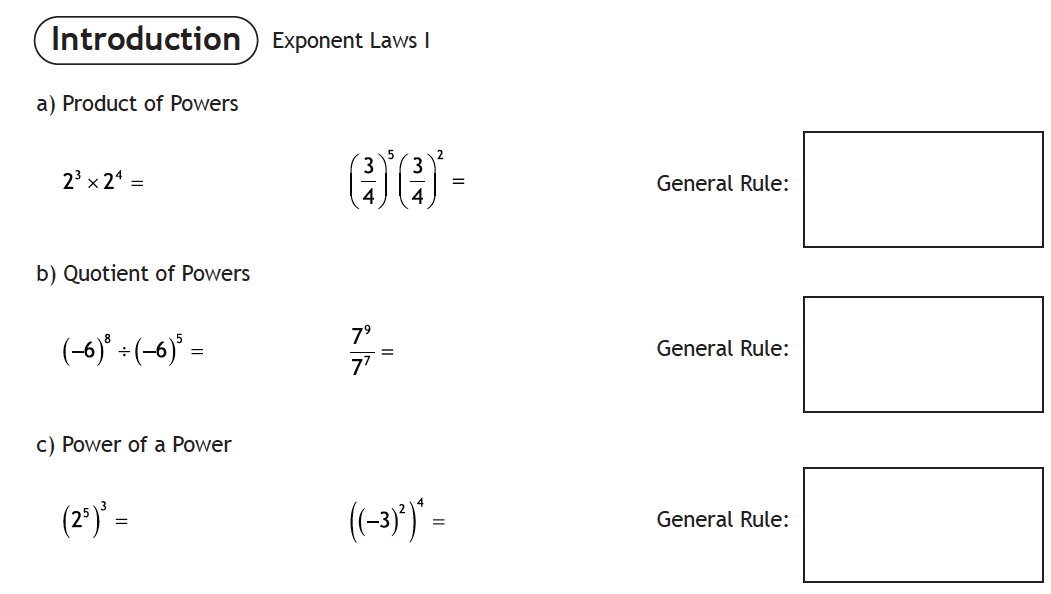 Introduction Exponent Laws I
a) Product of Powers
2³ × 2⁴ = (3/4)⁵ (3/4)² = General Rule:
b) Quotient of Powers
(−6)⁸ ÷ (−6)⁵ = 7⁹/7⁷ = General Rule:
c) Power of a Power
(2⁵)³ = ((−3)²)⁴ = General Rule: